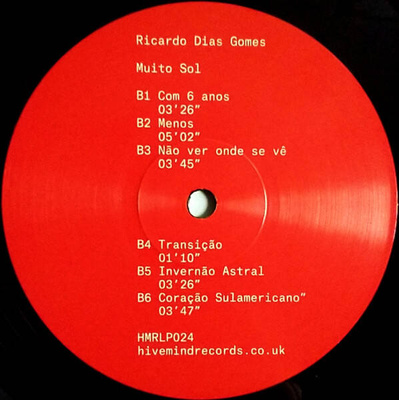 Ricardo Dias Gomes
Muito Sol
B1 Com 6 anos
03'26"
B2 Menos
05'02"
B3 Não ver onde se vê
03'45"
B4 Transição
01'10"
B5 Invernão Astral
03'26"
B6 Coração Sulamericano"
03'47"
HMRLP024
hivemindrecords.co.uk